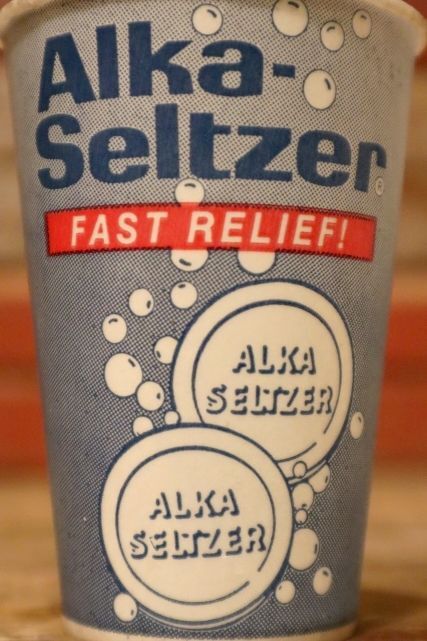 Alka-
Seltzer®
FAST RELIEF!
ALKA
SELTZER
ALKA
SELTZER